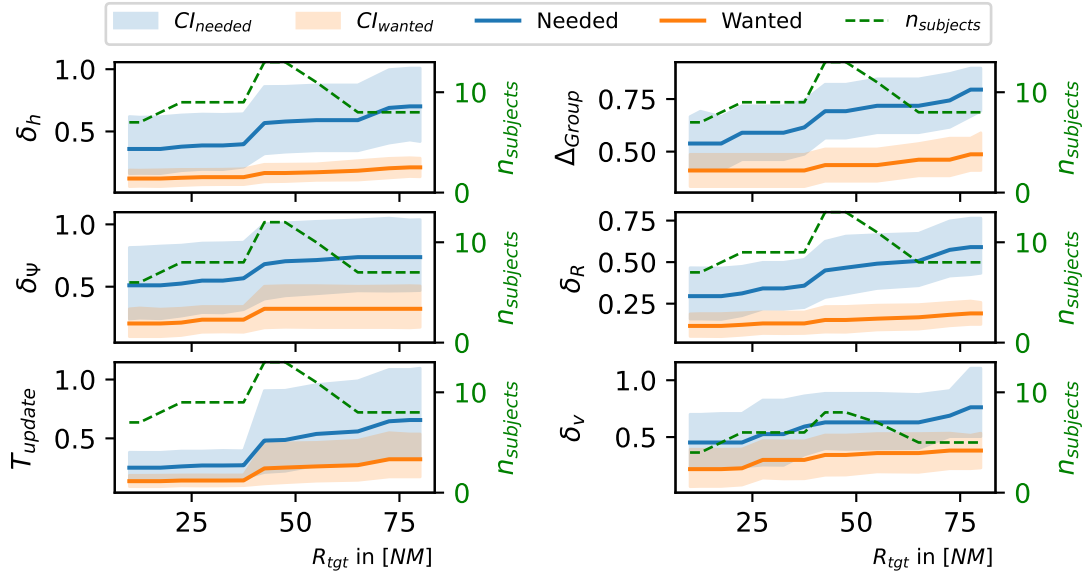 CI_needed CI_wanted Needed Wanted n_subjects
1.0 0.5 δ_h 10 0 n_subjects
0.75 0.50 Δ_Group 10 0 n_subjects
1.0 0.5 δ_Ψ 10 0 n_subjects
0.75 0.50 0.25 δ_R 10 0 n_subjects
1.0 0.5 T_update 10 0 n_subjects
1.0 0.5 δ_v 10 0 n_subjects
25 50 75
R_tgt in [NM]
25 50 75
R_tgt in [NM]